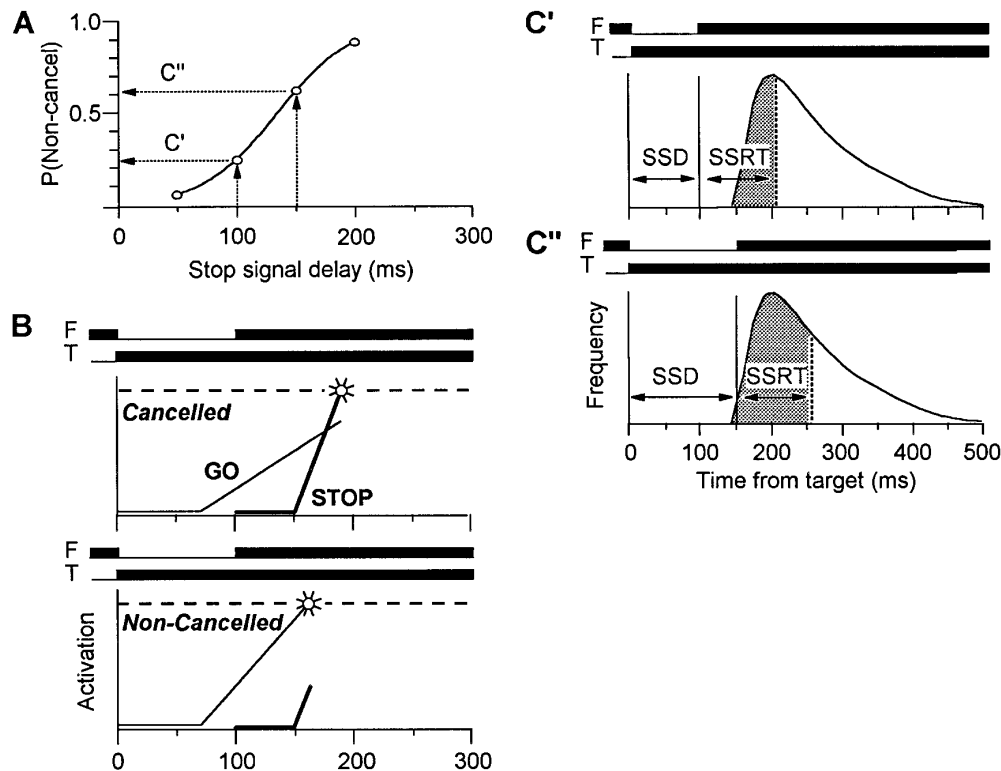 A
1.0
0.5
P(Non-cancel)
C"
C'
0 100 200 300
Stop signal delay (ms)
B
F
T
Cancelled
GO
STOP
F
T
Non-Cancelled
Activation
0 100 200 300
C'
F
T
SSD SSRT
C"
F
T
Frequency
SSD SSRT
0 100 200 300 400 500
Time from target (ms)